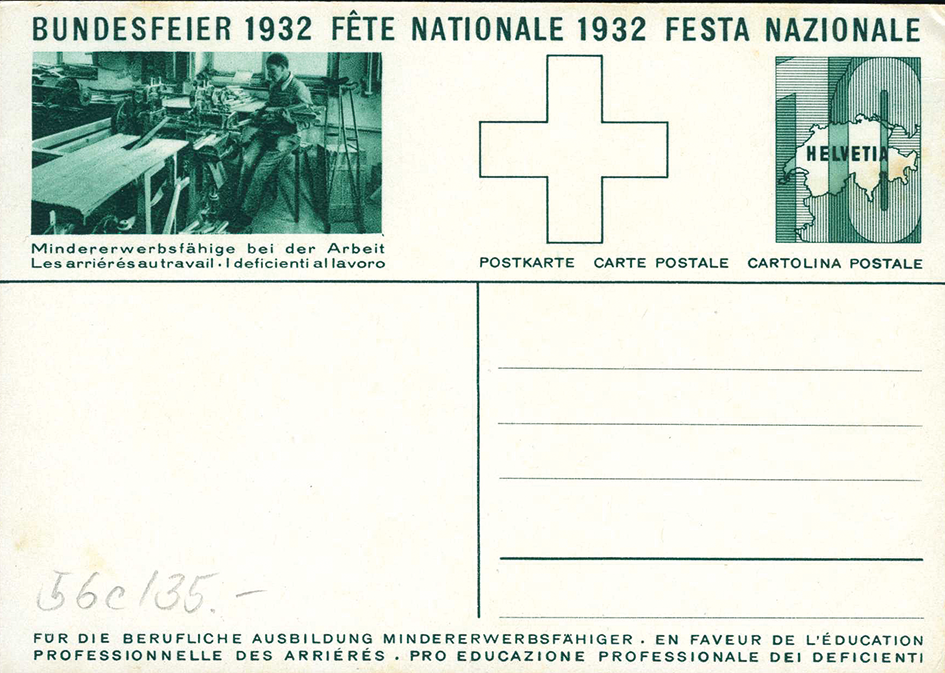 BUNDESFEIER 1932 FÊTE NATIONALE 1932 FESTA NAZIONALE
Mindererwerbsfähige bei der Arbeit
Les arriérés au travail · I deficienti al lavoro
10
HELVETIA
POSTKARTE CARTE POSTALE CARTOLINA POSTALE
56c/35.–
FÜR DIE BERUFLICHE AUSBILDUNG MINDERERWERBSFÄHIGER · EN FAVEUR DE L'ÉDUCATION
PROFESSIONNELLE DES ARRIÉRÉS · PRO EDUCAZIONE PROFESSIONALE DEI DEFICIENTI